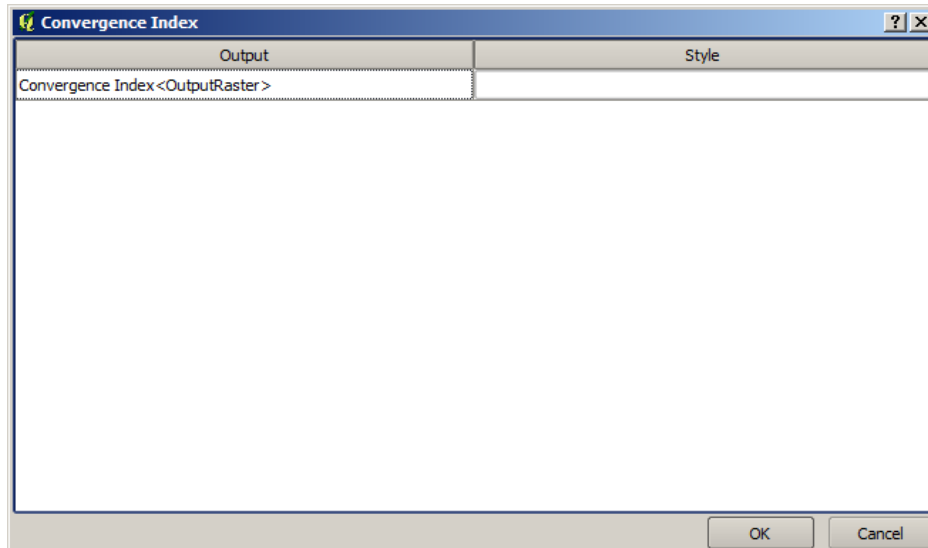 Convergence Index
Output Style
Convergence Index<OutputRaster>
OK Cancel